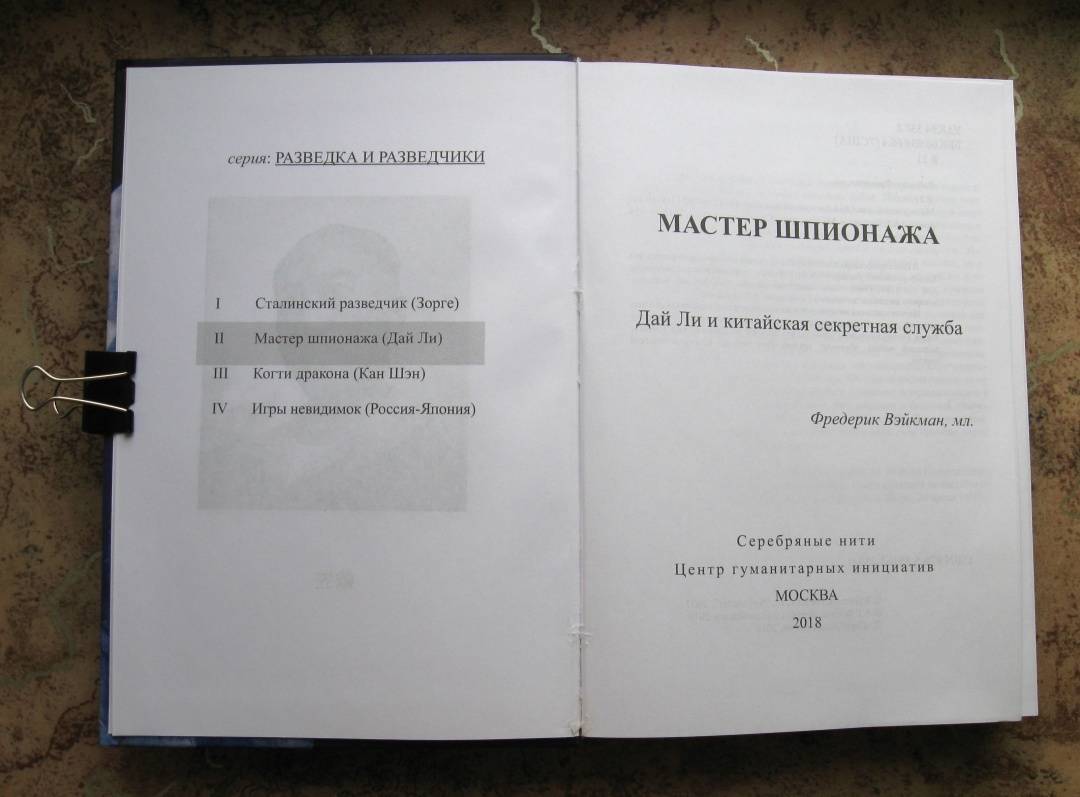 серия: РАЗВЕДКА И РАЗВЕДЧИКИ
I Сталинский разведчик (Зорге)
II Мастер шпионажа (Дай Ли)
III Когти дракона (Кан Шэн)
IV Игры невидимок (Россия-Япония)
МАСТЕР ШПИОНАЖА
Дай Ли и китайская секретная служба
Фредерик Вэйкман, мл.
Серебряные нити
Центр гуманитарных инициатив
МОСКВА
2018